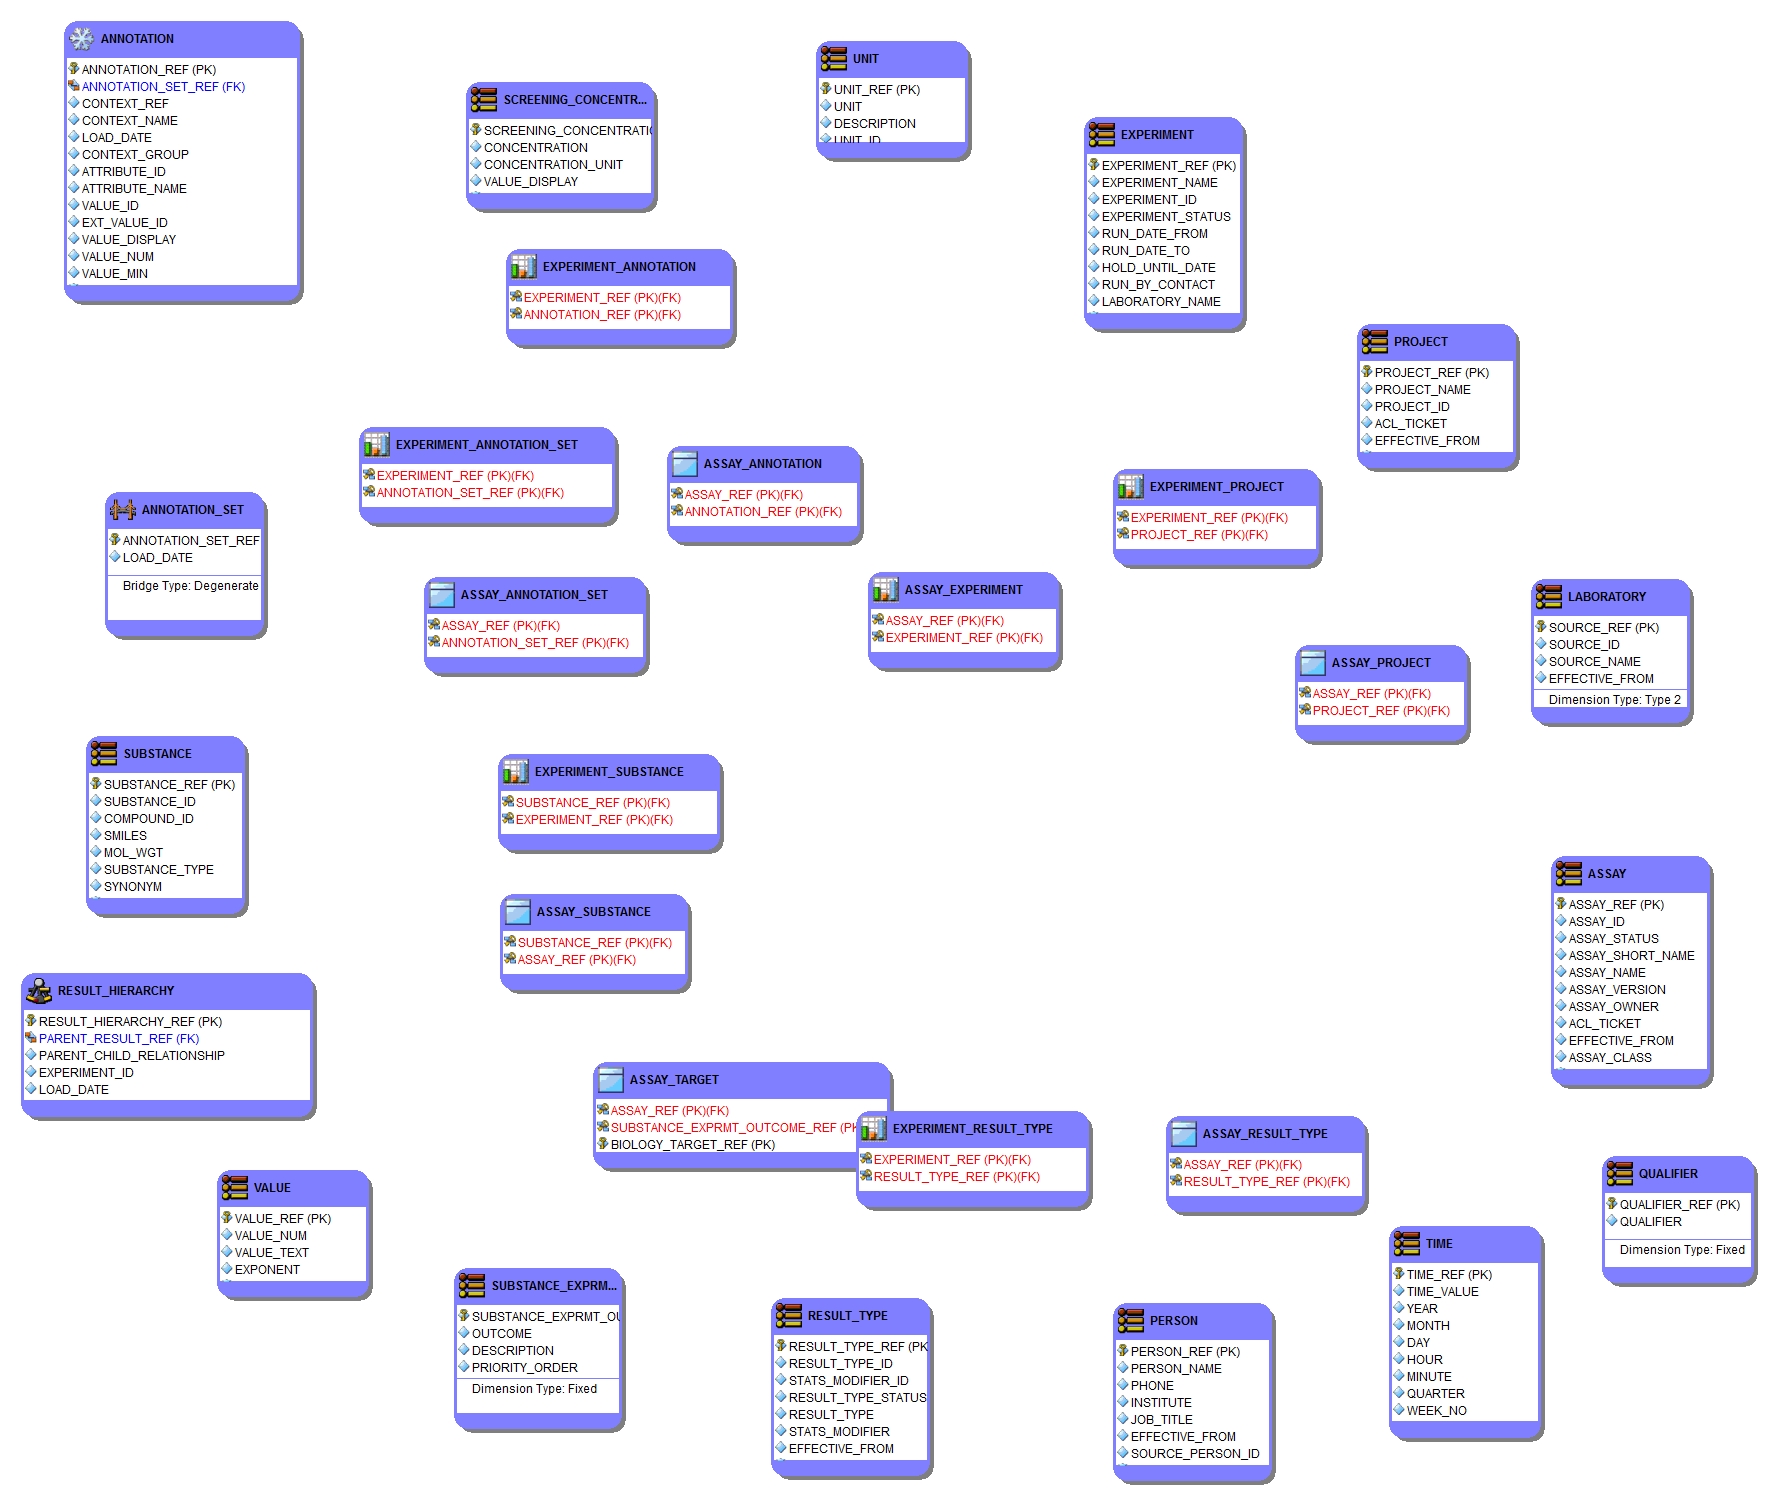 ANNOTATION
ANNOTATION_REF (PK)
ANNOTATION_SET_REF (FK)
CONTEXT_REF
CONTEXT_NAME
LOAD_DATE
CONTEXT_GROUP
ATTRIBUTE_ID
ATTRIBUTE_NAME
VALUE_ID
EXT_VALUE_ID
VALUE_DISPLAY
VALUE_NUM
VALUE_MIN
SCREENING_CONCENTR...
SCREENING_CONCENTRATIO
CONCENTRATION
CONCENTRATION_UNIT
VALUE_DISPLAY
UNIT
UNIT_REF (PK)
UNIT
DESCRIPTION
UNIT_ID
EXPERIMENT
EXPERIMENT_REF (PK)
EXPERIMENT_NAME
EXPERIMENT_ID
EXPERIMENT_STATUS
RUN_DATE_FROM
RUN_DATE_TO
HOLD_UNTIL_DATE
RUN_BY_CONTACT
LABORATORY_NAME
EXPERIMENT_ANNOTATION
EXPERIMENT_REF (PK)(FK)
ANNOTATION_REF (PK)(FK)
PROJECT
PROJECT_REF (PK)
PROJECT_NAME
PROJECT_ID
ACL_TICKET
EFFECTIVE_FROM
EXPERIMENT_ANNOTATION_SET
EXPERIMENT_REF (PK)(FK)
ANNOTATION_SET_REF (PK)(FK)
ASSAY_ANNOTATION
ASSAY_REF (PK)(FK)
ANNOTATION_REF (PK)(FK)
EXPERIMENT_PROJECT
EXPERIMENT_REF (PK)(FK)
PROJECT_REF (PK)(FK)
ANNOTATION_SET
ANNOTATION_SET_REF
LOAD_DATE
Bridge Type: Degenerate
ASSAY_ANNOTATION_SET
ASSAY_REF (PK)(FK)
ANNOTATION_SET_REF (PK)(FK)
ASSAY_EXPERIMENT
ASSAY_REF (PK)(FK)
EXPERIMENT_REF (PK)(FK)
LABORATORY
SOURCE_REF (PK)
SOURCE_ID
SOURCE_NAME
EFFECTIVE_FROM
Dimension Type: Type 2
ASSAY_PROJECT
ASSAY_REF (PK)(FK)
PROJECT_REF (PK)(FK)
SUBSTANCE
SUBSTANCE_REF (PK)
SUBSTANCE_ID
COMPOUND_ID
SMILES
MOL_WGT
SUBSTANCE_TYPE
SYNONYM
EXPERIMENT_SUBSTANCE
SUBSTANCE_REF (PK)(FK)
EXPERIMENT_REF (PK)(FK)
ASSAY_SUBSTANCE
SUBSTANCE_REF (PK)(FK)
ASSAY_REF (PK)(FK)
ASSAY
ASSAY_REF (PK)
ASSAY_ID
ASSAY_STATUS
ASSAY_SHORT_NAME
ASSAY_NAME
ASSAY_VERSION
ASSAY_OWNER
ACL_TICKET
EFFECTIVE_FROM
ASSAY_CLASS
RESULT_HIERARCHY
RESULT_HIERARCHY_REF (PK)
PARENT_RESULT_REF (FK)
PARENT_CHILD_RELATIONSHIP
EXPERIMENT_ID
LOAD_DATE
ASSAY_TARGET
ASSAY_REF (PK)(FK)
SUBSTANCE_EXPRMT_OUTCOME_REF (PK
BIOLOGY_TARGET_REF (PK)
EXPERIMENT_RESULT_TYPE
EXPERIMENT_REF (PK)(FK)
RESULT_TYPE_REF (PK)(FK)
ASSAY_RESULT_TYPE
ASSAY_REF (PK)(FK)
RESULT_TYPE_REF (PK)(FK)
QUALIFIER
QUALIFIER_REF (PK)
QUALIFIER
Dimension Type: Fixed
VALUE
VALUE_REF (PK)
VALUE_NUM
VALUE_TEXT
EXPONENT
SUBSTANCE_EXPRM...
SUBSTANCE_EXPRMT_OU
OUTCOME
DESCRIPTION
PRIORITY_ORDER
Dimension Type: Fixed
RESULT_TYPE
RESULT_TYPE_REF (PK
RESULT_TYPE_ID
STATS_MODIFIER_ID
RESULT_TYPE_STATUS
RESULT_TYPE
STATS_MODIFIER
EFFECTIVE_FROM
PERSON
PERSON_REF (PK)
PERSON_NAME
PHONE
INSTITUTE
JOB_TITLE
EFFECTIVE_FROM
SOURCE_PERSON_ID
TIME
TIME_REF (PK)
TIME_VALUE
YEAR
MONTH
DAY
HOUR
MINUTE
QUARTER
WEEK_NO